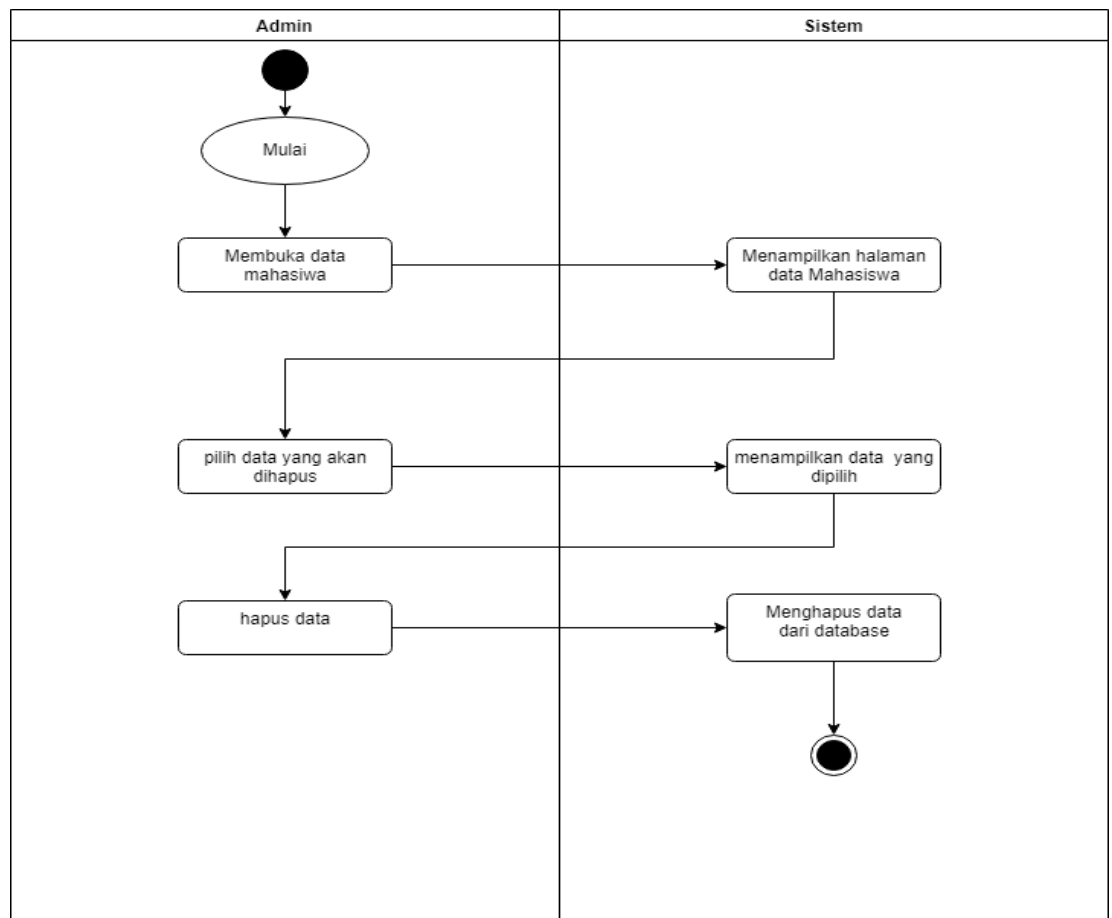 Admin
Sistem
Mulai
Membuka data
mahasiwa
Menampilkan halaman
data Mahasiswa
pilih data yang akan
dihapus
menampilkan data yang
dipilih
hapus data
Menghapus data
dari database